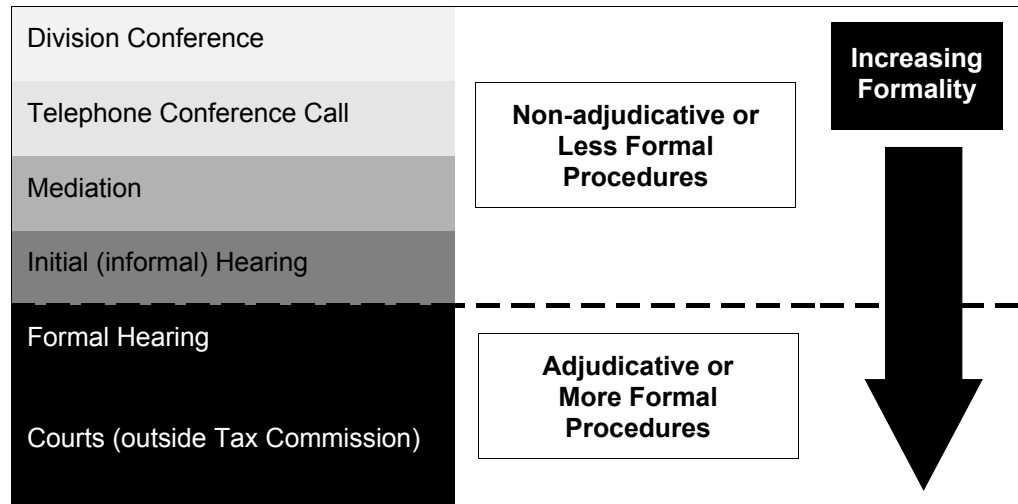 Division Conference
Telephone Conference Call
Mediation
Initial (informal) Hearing
Formal Hearing
Courts (outside Tax Commission)
Non-adjudicative or
Less Formal
Procedures
Adjudicative or
More Formal
Procedures
Increasing
Formality